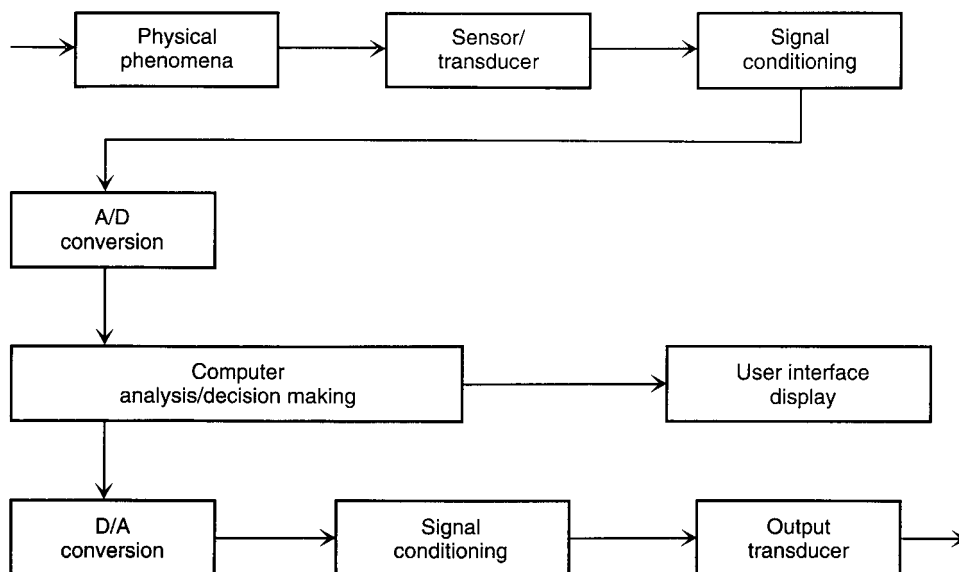 Physical
phenomena
Sensor/
transducer
Signal
conditioning
A/D
conversion
Computer
analysis/decision making
User interface
display
D/A
conversion
Signal
conditioning
Output
transducer